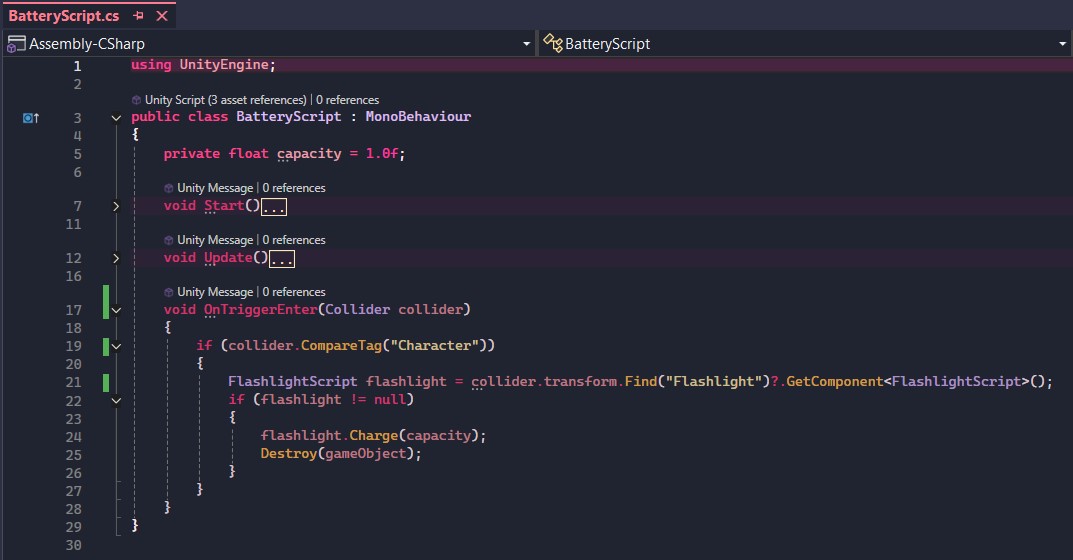 BatteryScript.cs
Assembly-CSharp BatteryScript
1 using UnityEngine;
2
Unity Script (3 asset references) | 0 references
3 public class BatteryScript : MonoBehaviour
4 {
5 private float capacity = 1.0f;
6
Unity Message | 0 references
7 void Start()...
11
Unity Message | 0 references
12 void Update()...
16
Unity Message | 0 references
17 void OnTriggerEnter(Collider collider)
18 {
19 if (collider.CompareTag("Character"))
20 {
21 FlashlightScript flashlight = collider.transform.Find("Flashlight")?.GetComponent<FlashlightScript>();
22 if (flashlight != null)
23 {
24 flashlight.Charge(capacity);
25 Destroy(gameObject);
26 }
27 }
28 }
29 }
30